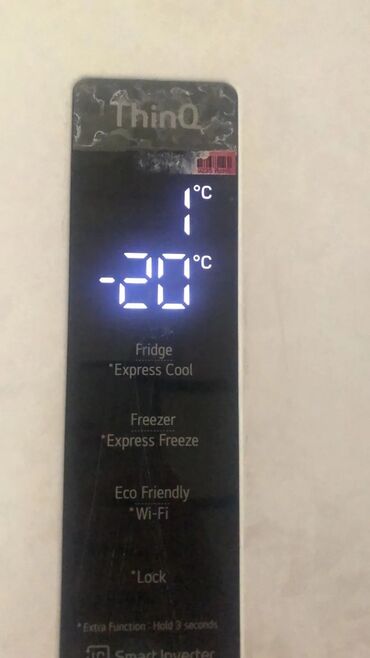 ThinQ
1 °C
-20 °C
Fridge
*Express Cool
Freezer
*Express Freeze
Eco Friendly
*Wi-Fi
*Lock
*Extra Function : Hold 3 seconds
Smart Inverter